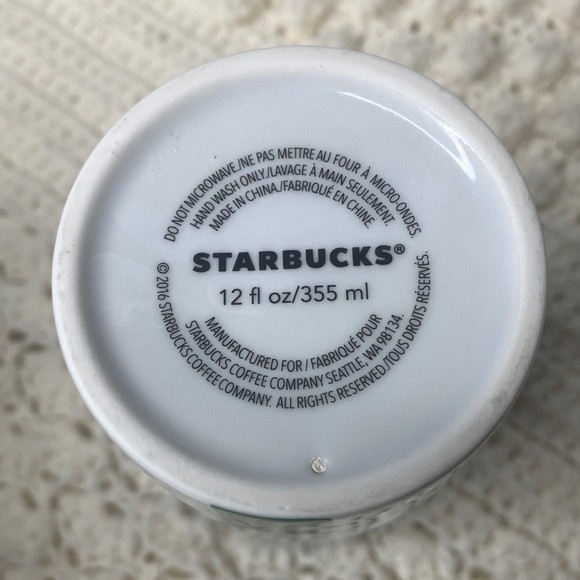 DO NOT MICROWAVE./NE PAS METTRE AU FOUR À MICRO-ONDES.
HAND WASH ONLY./LAVAGE À MAIN SEULEMENT.
MADE IN CHINA./FABRIQUÉ EN CHINE.
STARBUCKS®
12 fl oz/355 ml
MANUFACTURED FOR / FABRIQUÉ POUR
STARBUCKS COFFEE COMPANY SEATTLE, WA 98134.
© 2016 STARBUCKS COFFEE COMPANY. ALL RIGHTS RESERVED./TOUS DROITS RÉSERVÉS.